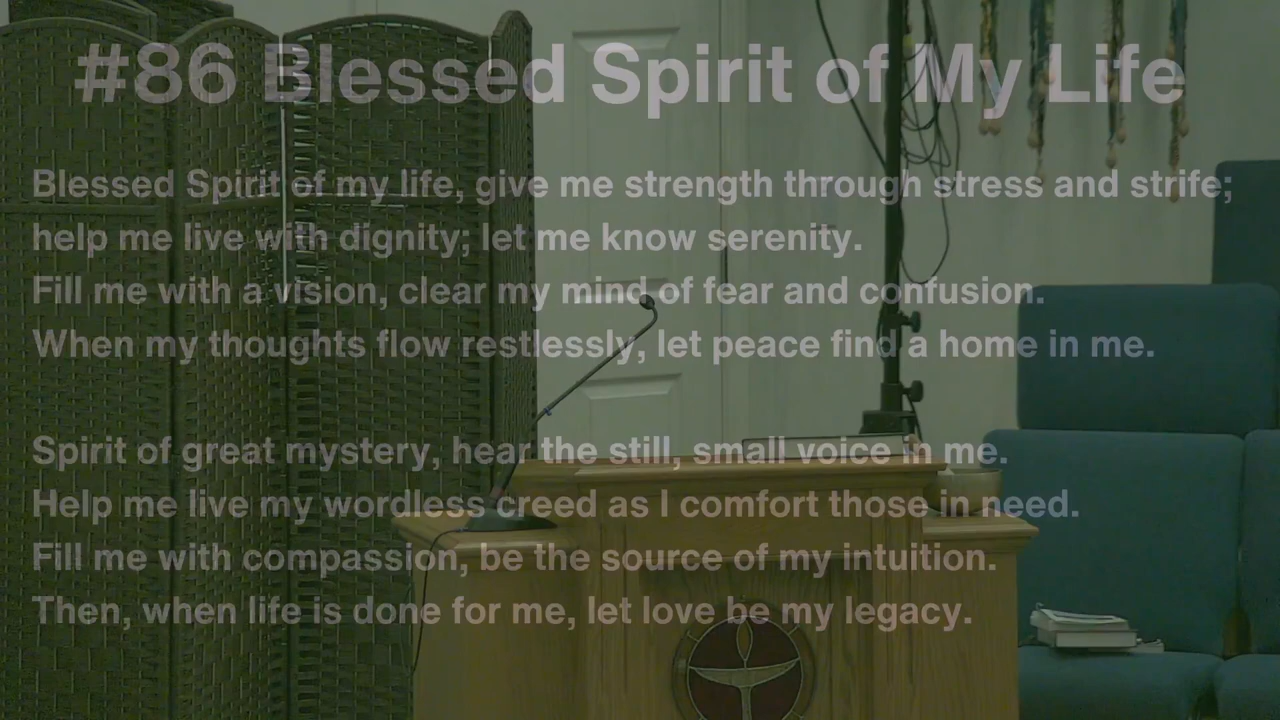 #86 Blessed Spirit of My Life
Blessed Spirit of my life, give me strength through stress and strife;
help me live with dignity; let me know serenity.
Fill me with a vision, clear my mind of fear and confusion.
When my thoughts flow restlessly, let peace find a home in me.
Spirit of great mystery, hear the still, small voice in me.
Help me live my wordless creed as I comfort those in need.
Fill me with compassion, be the source of my intuition.
Then, when life is done for me, let love be my legacy.